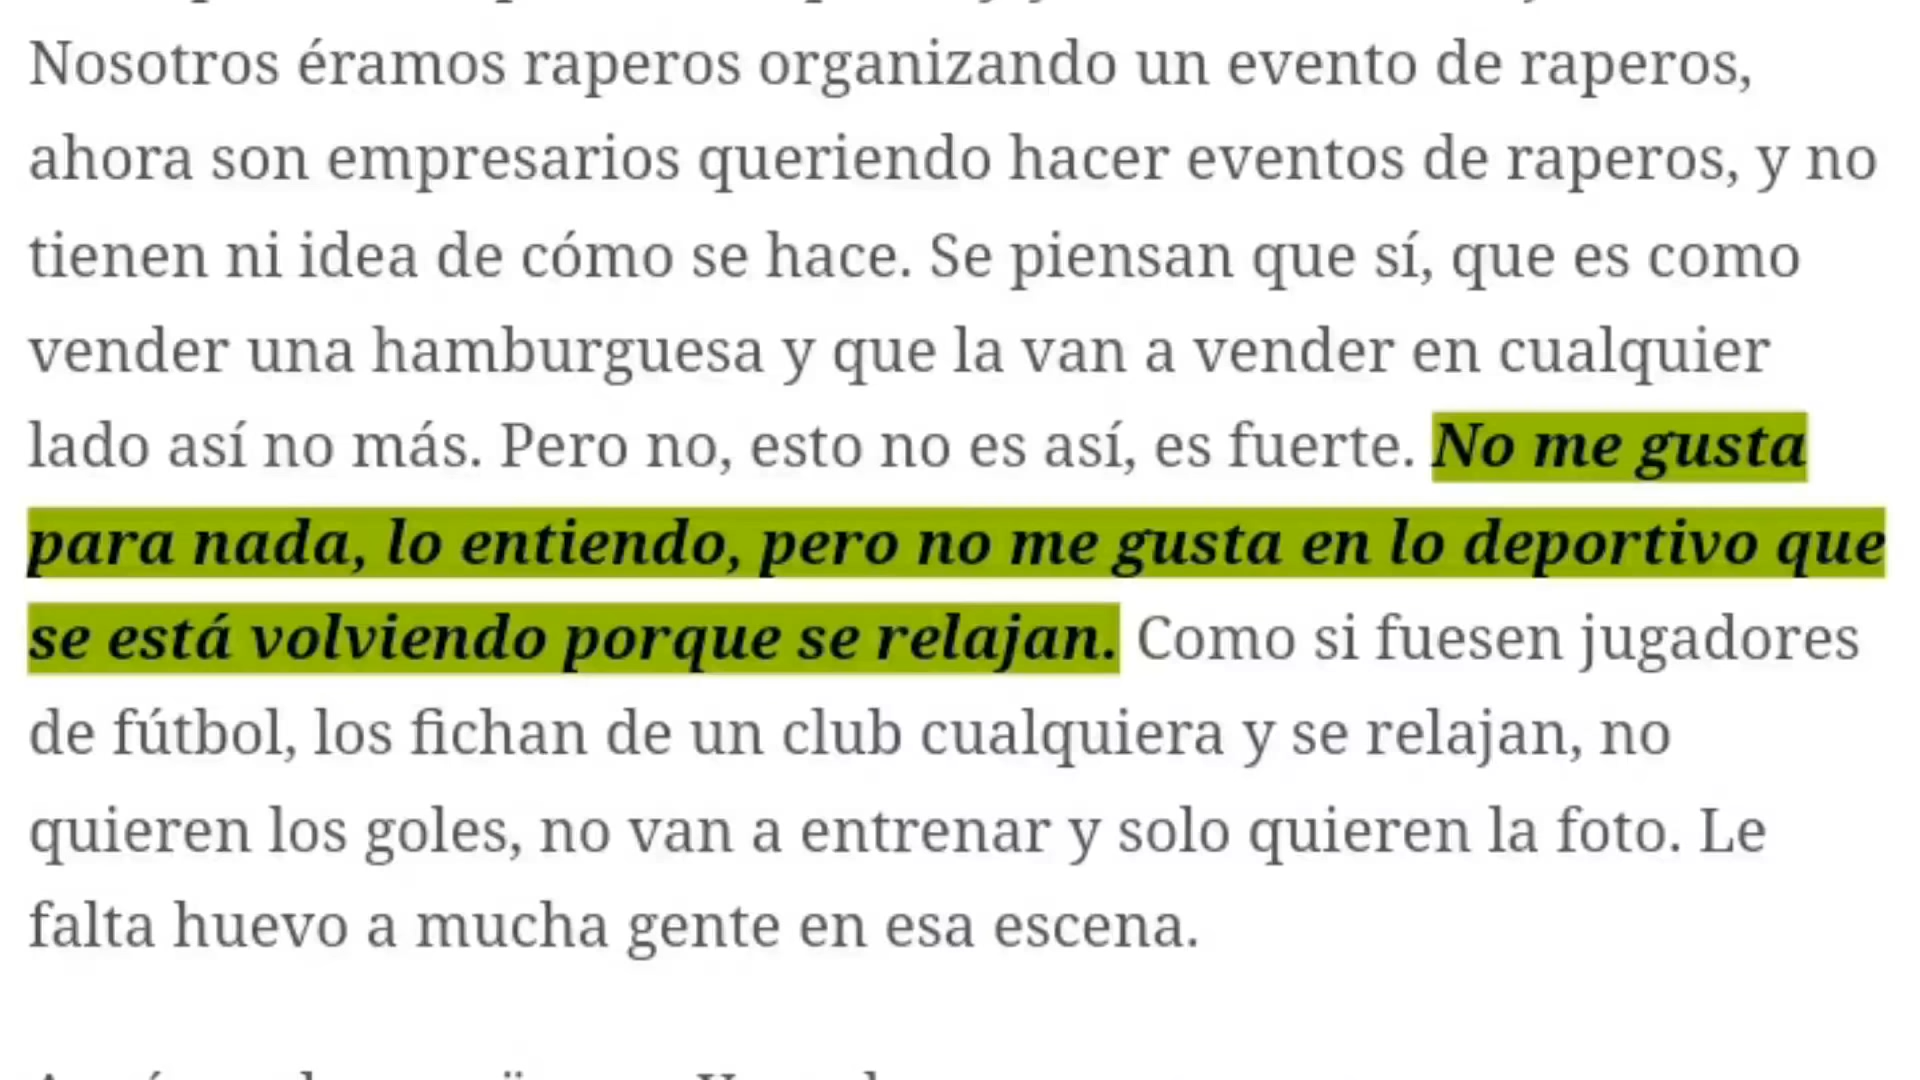 Nosotros éramos raperos organizando un evento de raperos,
ahora son empresarios queriendo hacer eventos de raperos, y no
tienen ni idea de cómo se hace. Se piensan que sí, que es como
vender una hamburguesa y que la van a vender en cualquier
lado así no más. Pero no, esto no es así, es fuerte. No me gusta
para nada, lo entiendo, pero no me gusta en lo deportivo que
se está volviendo porque se relajan. Como si fuesen jugadores
de fútbol, los fichan de un club cualquiera y se relajan, no
quieren los goles, no van a entrenar y solo quieren la foto. Le
falta huevo a mucha gente en esa escena.